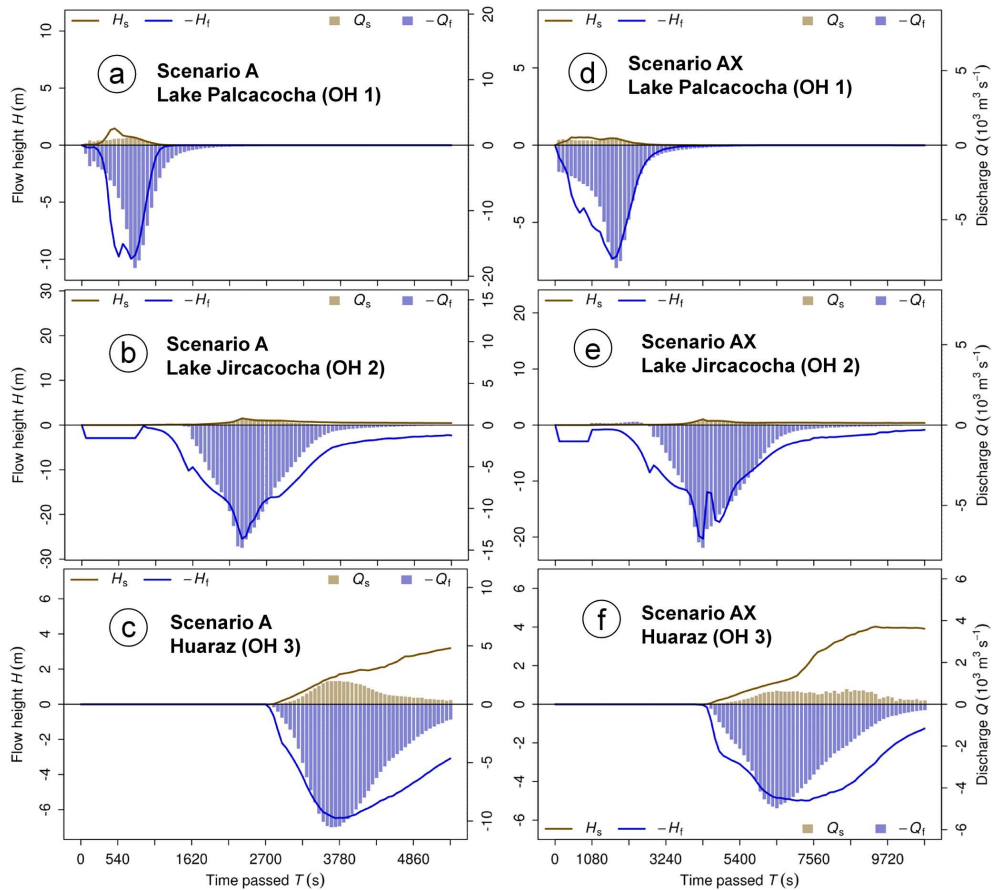 Hs −Hf Qs −Qf
Hs −Hf Qs −Qf
a
Scenario A
Lake Palcacocha (OH 1)
d
Scenario AX
Lake Palcacocha (OH 1)
10
5
0
-5
-10
Flow height H (m)
20
10
0
-10
-20
5
0
-5
5
0
-5
Discharge Q (10³ m³ s⁻¹)
Hs −Hf Qs −Qf
Hs −Hf Qs −Qf
b
Scenario A
Lake Jircacocha (OH 2)
e
Scenario AX
Lake Jircacocha (OH 2)
30
20
10
0
-10
-20
-30
Flow height H (m)
15
10
5
0
-5
-10
-15
20
10
0
-10
-20
5
0
-5
Discharge Q (10³ m³ s⁻¹)
Hs −Hf Qs −Qf
c
Scenario A
Huaraz (OH 3)
f
Scenario AX
Huaraz (OH 3)
6
4
2
0
-2
-4
-6
Flow height H (m)
10
5
0
-5
-10
6
4
2
0
-2
-4
-6
6
4
2
0
-2
-4
-6
Discharge Q (10³ m³ s⁻¹)
Hs −Hf Qs −Qf
0 540 1620 2700 3780 4860
Time passed T (s)
0 1080 3240 5400 7560 9720
Time passed T (s)